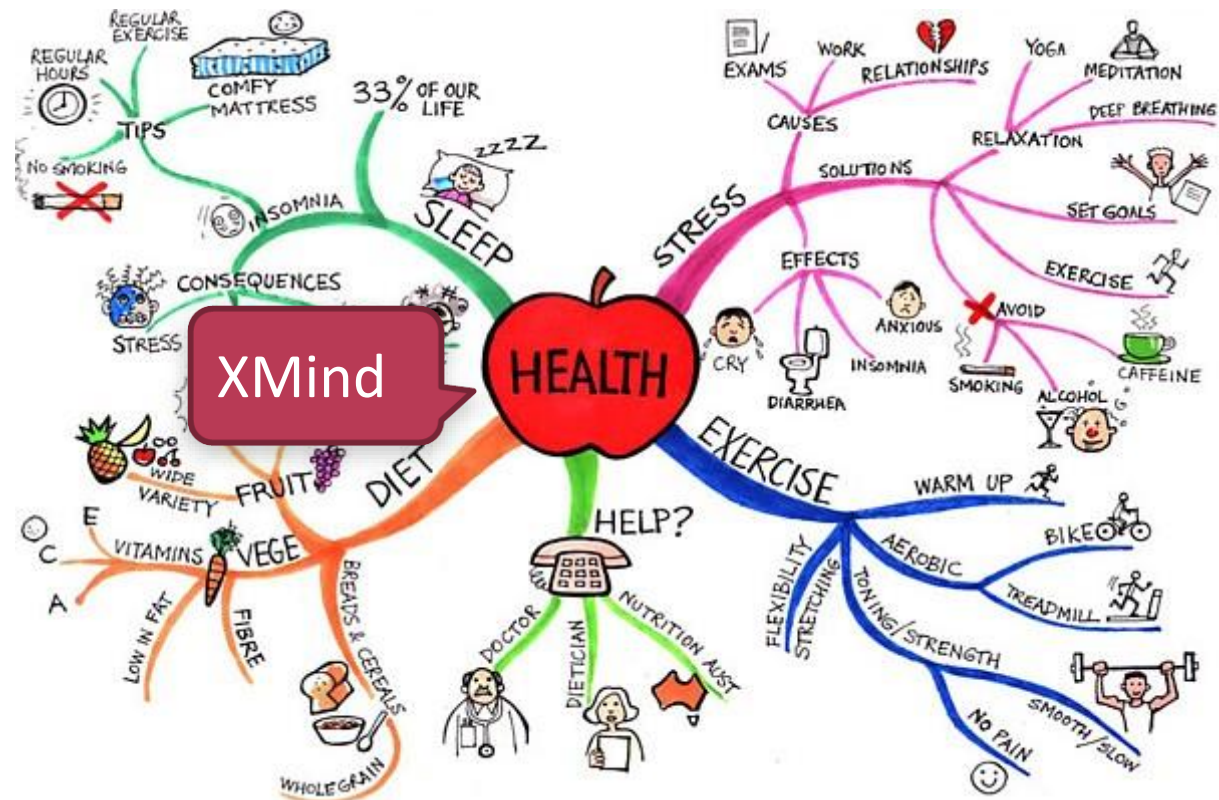 HEALTH
XMind
SLEEP
33% OF OUR
LIFE
ZZZZ
INSOMNIA
TIPS
REGULAR
EXERCISE
REGULAR
HOURS
COMFY
MATTRESS
NO SMOKING
CONSEQUENCES
STRESS
STRESS
CAUSES
EXAMS
WORK
RELATIONSHIPS
SOLUTIONS
RELAXATION
YOGA
MEDITATION
DEEP BREATHING
SET GOALS
EXERCISE
AVOID
SMOKING
ALCOHOL
CAFFEINE
EFFECTS
CRY
DIARRHEA
INSOMNIA
ANXIOUS
EXERCISE
WARM UP
AEROBIC
BIKE
TREADMILL
TONING/STRENGTH
SMOOTH/SLOW
NO PAIN
FLEXIBILITY
STRETCHING
HELP?
DOCTOR
DIETICIAN
NUTRITION AUST
DIET
FRUIT
WIDE
VARIETY
VEGE
VITAMINS
E
C
A
LOW IN FAT
FIBRE
BREADS & CEREALS
WHOLEGRAIN